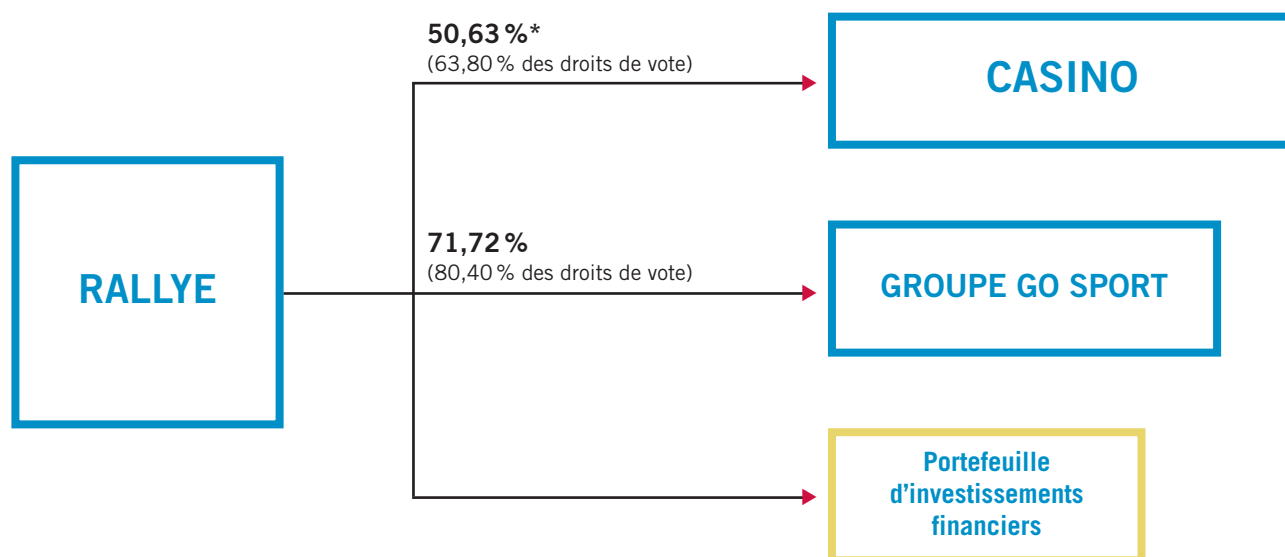 50,63 %*
(63,80 % des droits de vote)
CASINO
71,72 %
(80,40 % des droits de vote)
RALLYE
GROUPE GO SPORT
Portefeuille
d'investissements
financiers